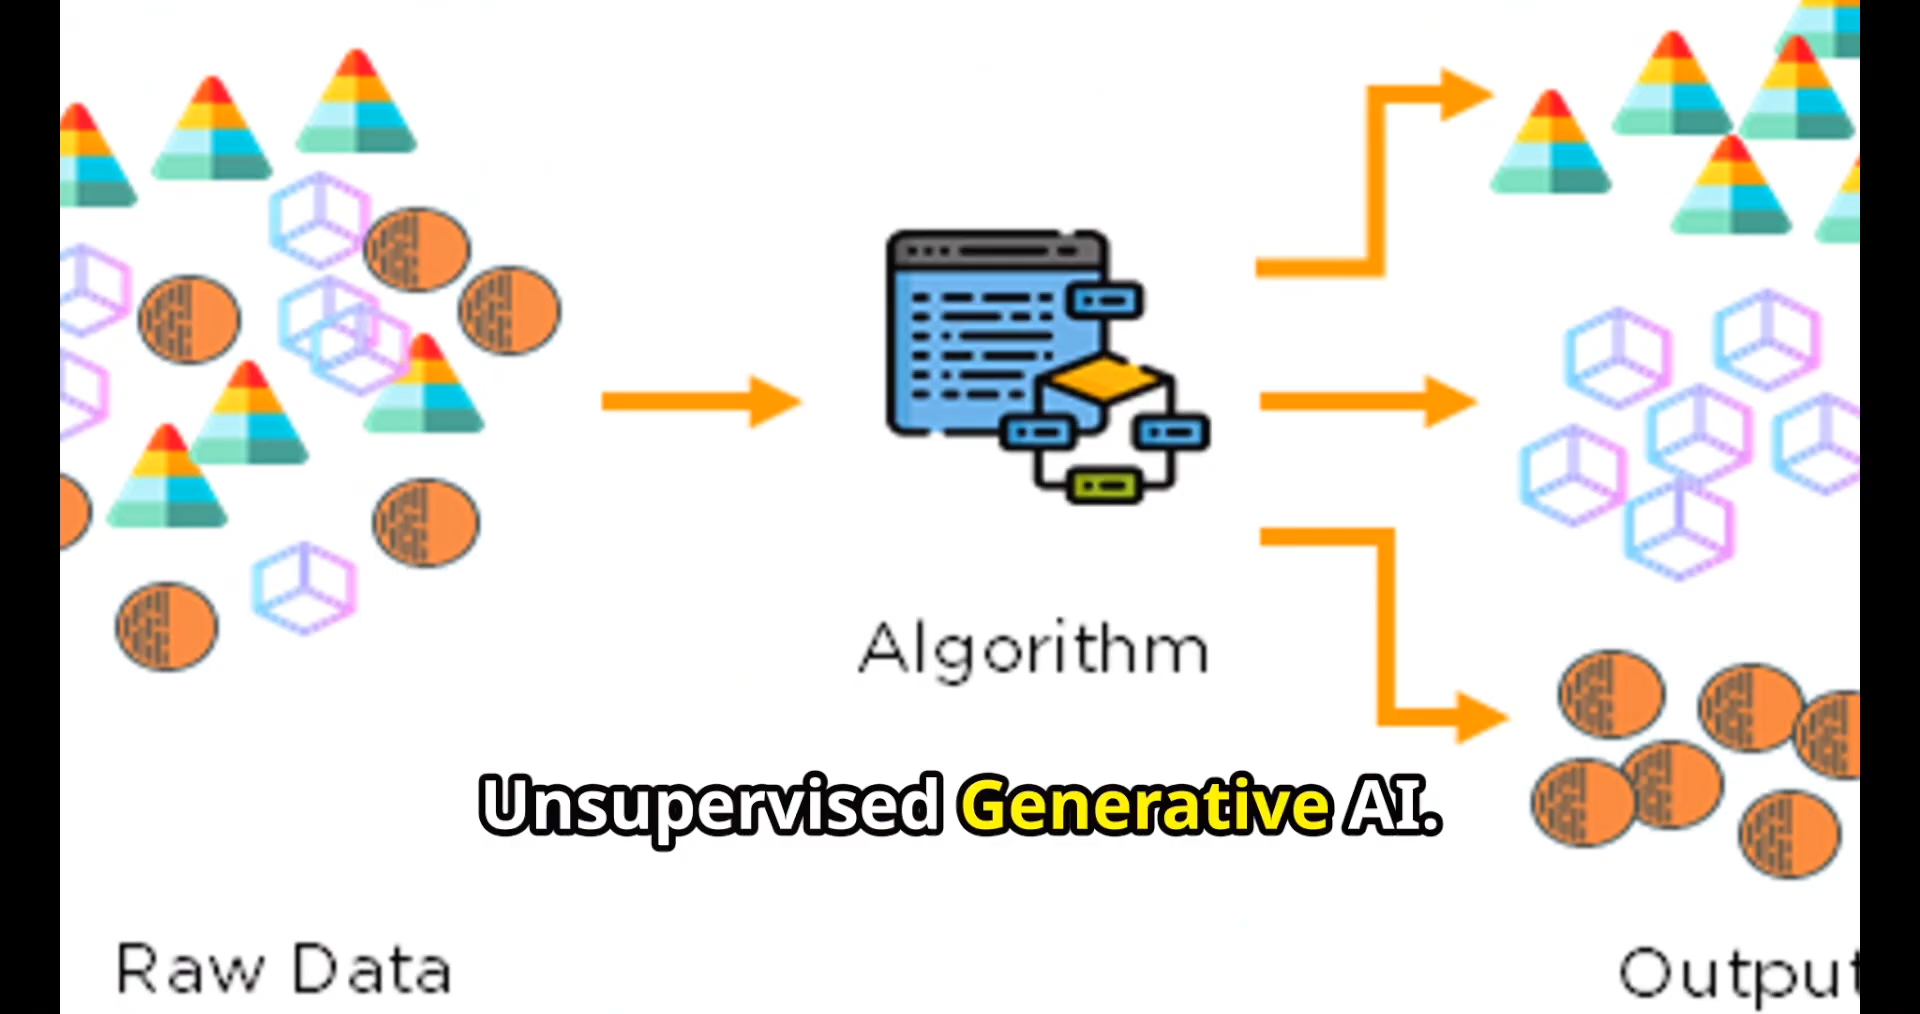 Algorithm
Unsupervised Generative AI.
Raw Data
Output